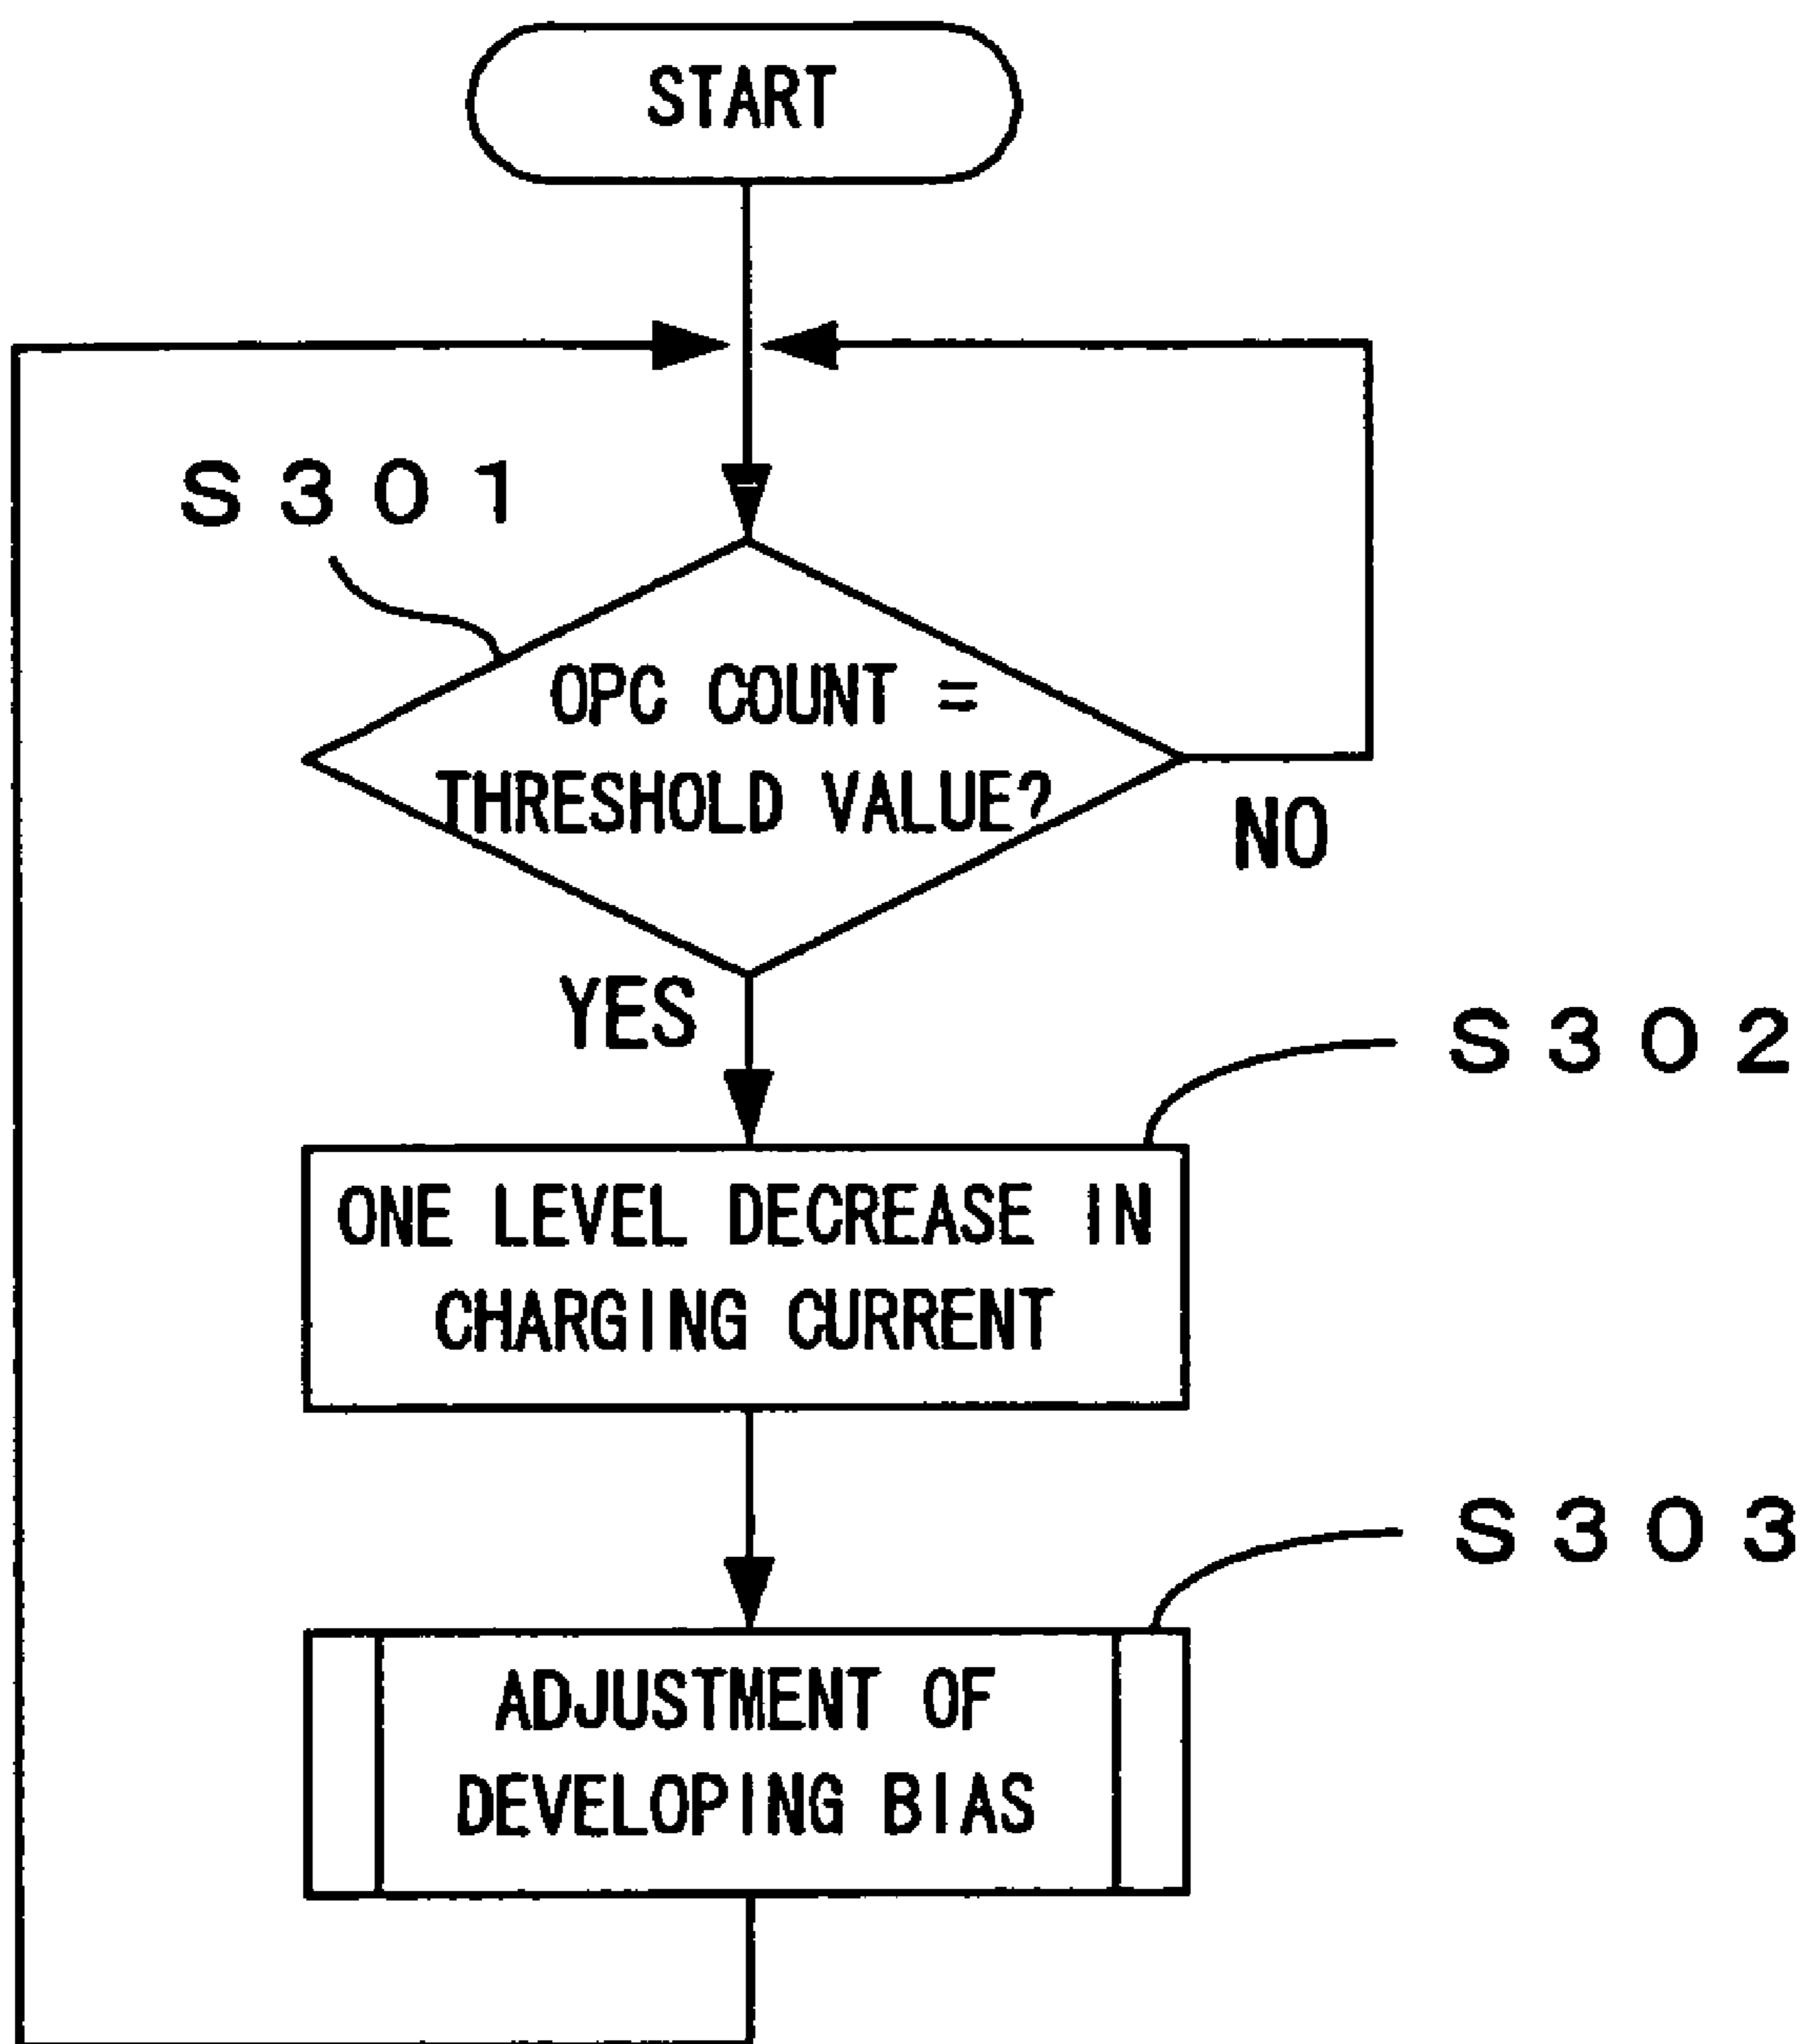 START
S301
OPC COUNT =
THRESHOLD VALUE?
NO
YES
S302
ONE LEVEL DECREASE IN
CHARGING CURRENT
S303
ADJUSTMENT OF
DEVELOPING BIAS